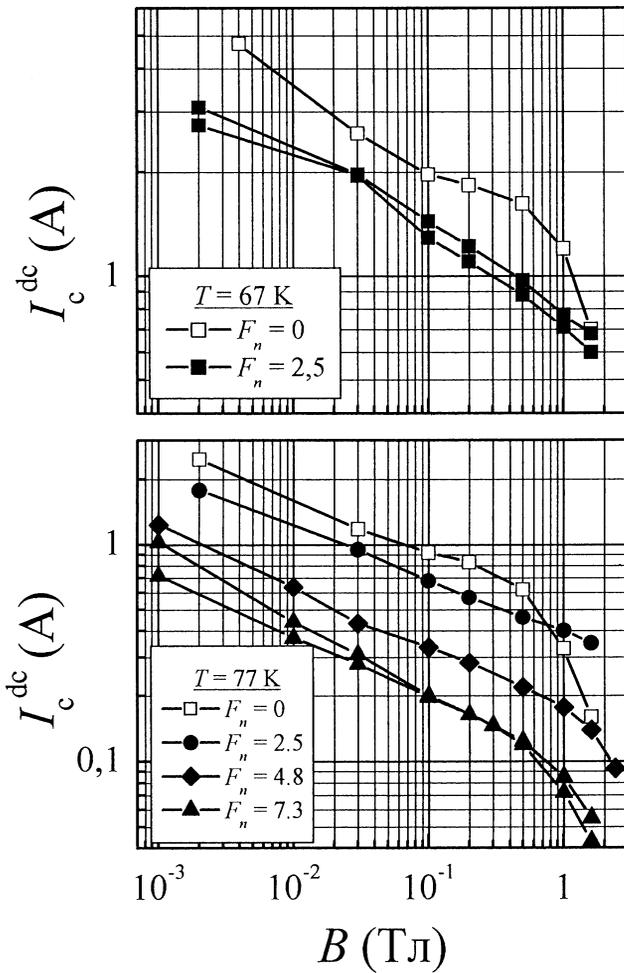 1
I_c^dc (A)
T = 67 K
F_n = 0
F_n = 2,5
1
0,1
I_c^dc (A)
T = 77 K
F_n = 0
F_n = 2.5
F_n = 4.8
F_n = 7.3
10^-3 10^-2 10^-1 1
B (Тл)